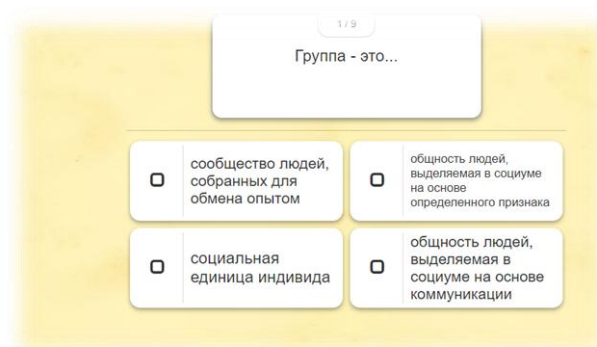 1 / 9
Группа - это...
сообщество людей,
собранных для
обмена опытом
общность людей,
выделяемая в социуме
на основе
определенного признака
социальная
единица индивида
общность людей,
выделяемая в
социуме на основе
коммуникации